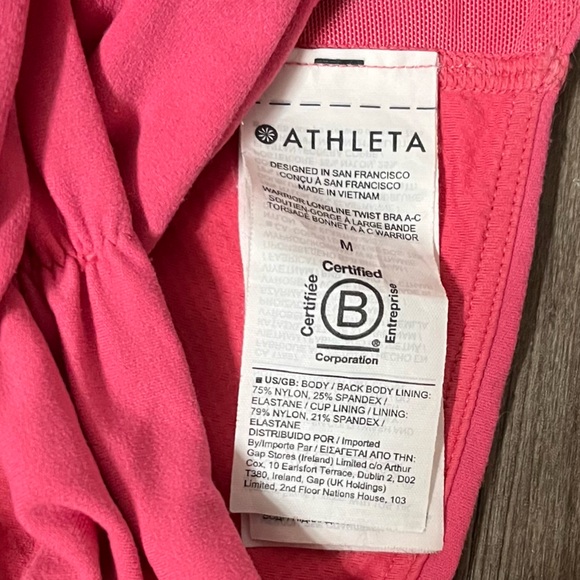 ATHLETA
DESIGNED IN SAN FRANCISCO
CONÇU À SAN FRANCISCO
MADE IN VIETNAM
WARRIOR LONGLINE TWIST BRA A-C
SOUTIEN-GORGE À LARGE BANDE
TORSADE BONNET A À C WARRIOR
M
Certified
Certifiée
B
Entreprise
®
Corporation
US/GB: BODY / BACK BODY LINING:
75% NYLON, 25% SPANDEX /
ELASTANE / CUP LINING / LINING:
79% NYLON, 21% SPANDEX /
ELASTANE
DISTRIBUIDO POR / Imported
By/Importe Par / ΕΙΣΑΓΕΤΑΙ ΑΠΟ ΤΗΝ:
Gap Stores (Ireland) Limited c/o Arthur
Cox, 10 Earlsfort Terrace, Dublin 2, D02
T380, Ireland, Gap (UK Holdings)
Limited, 2nd Floor Nations House, 103